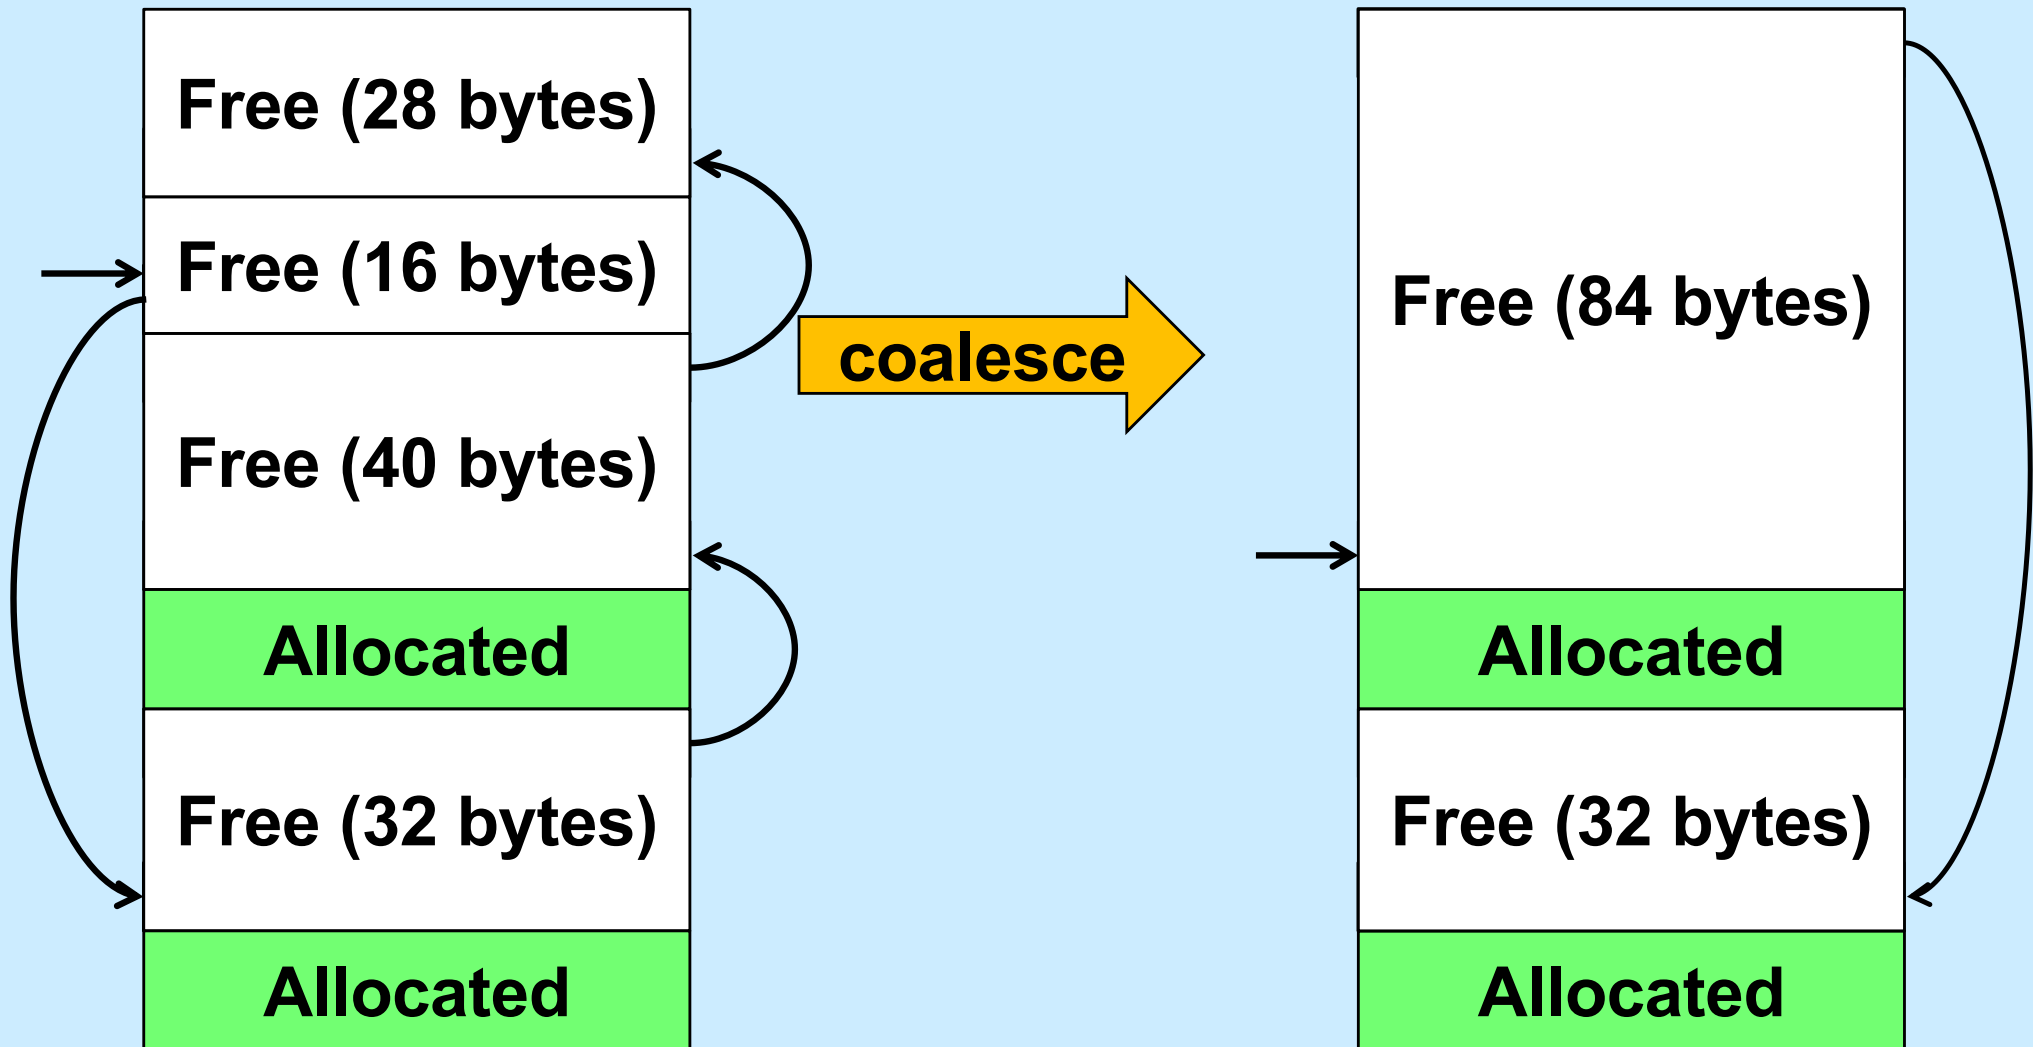 Free (28 bytes)
Free (16 bytes)
Free (40 bytes)
Allocated
Free (32 bytes)
Allocated
coalesce
Free (84 bytes)
Allocated
Free (32 bytes)
Allocated